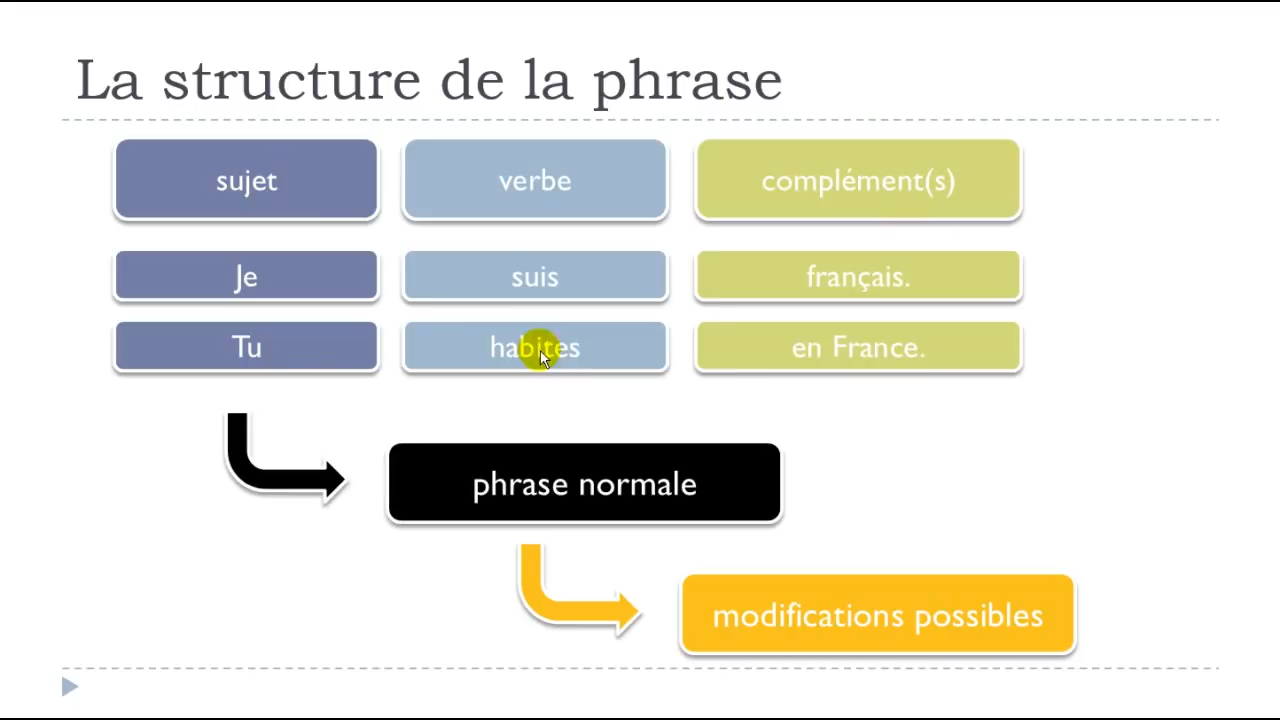 La structure de la phrase
sujet verbe complément(s)
Je suis français.
Tu habites en France.
phrase normale
modifications possibles